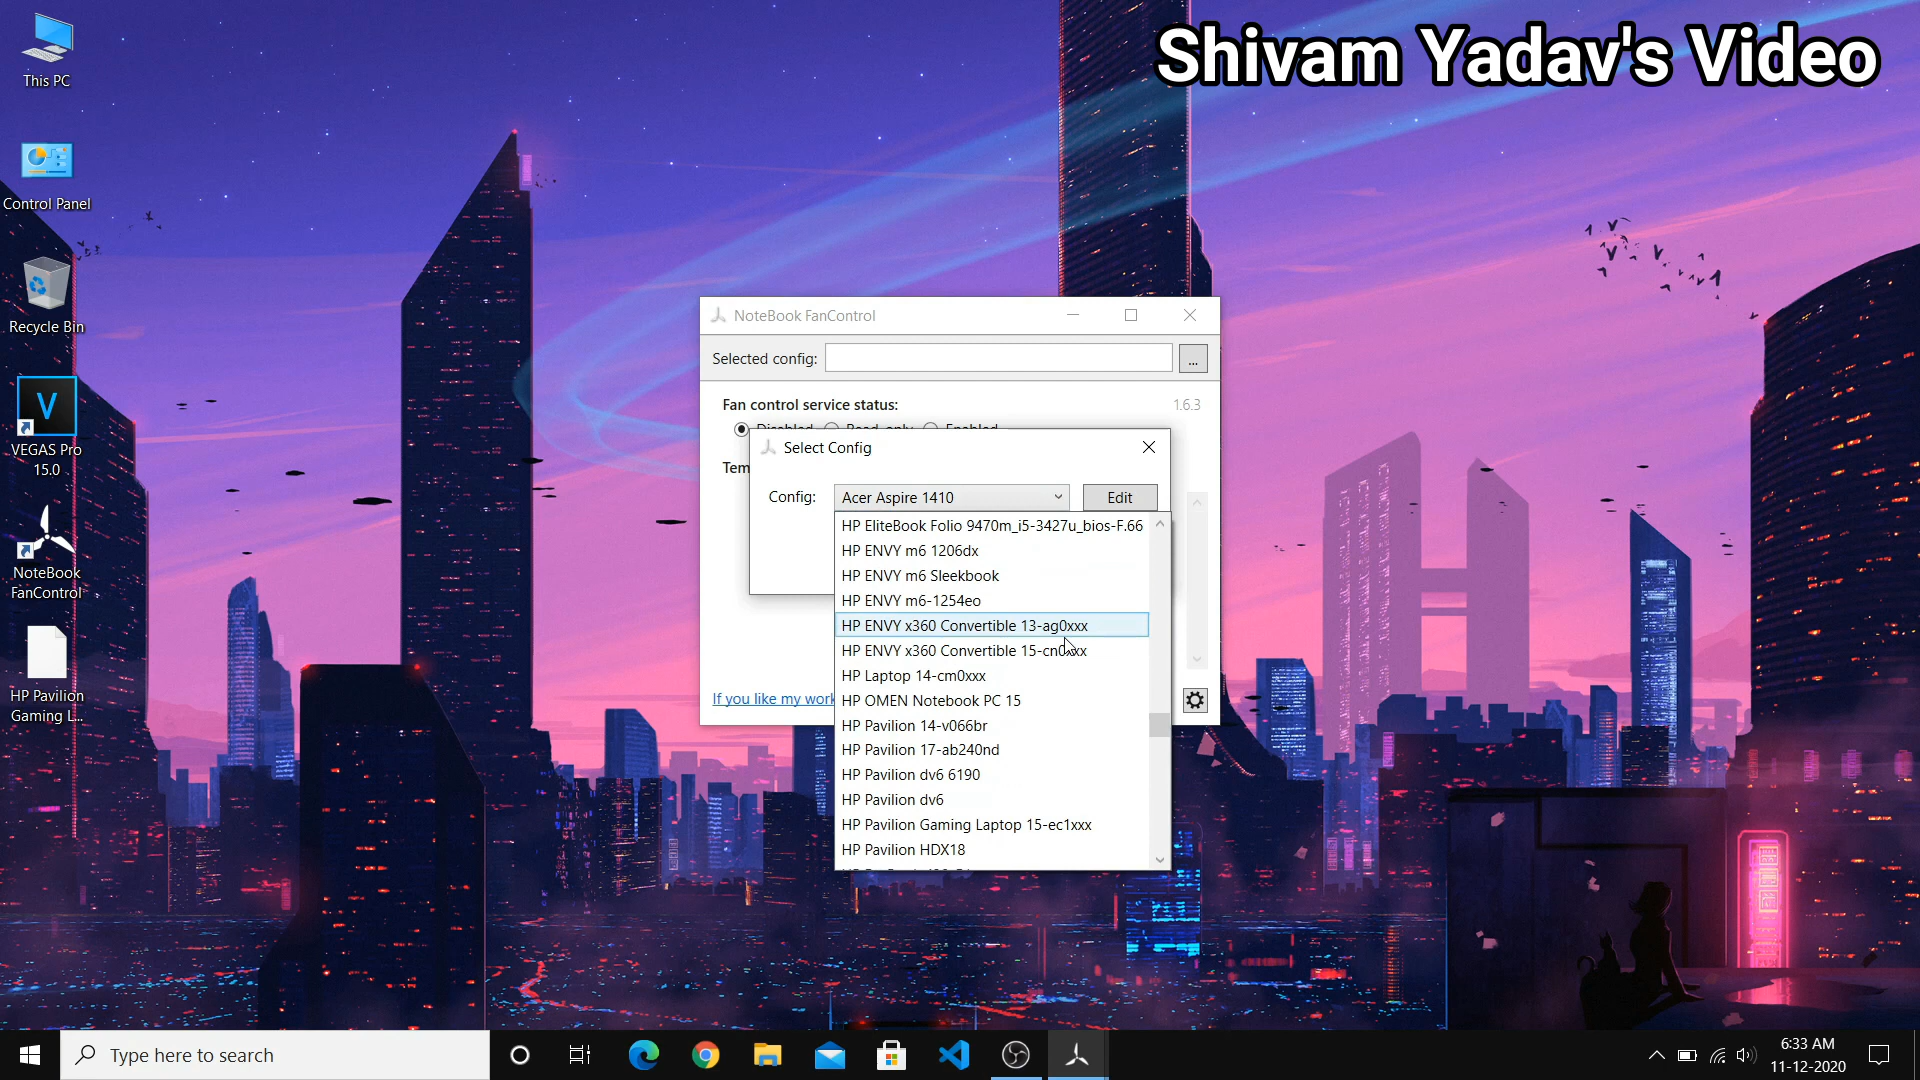 Shivam Yadav's Video
This PC
Control Panel
Recycle Bin
VEGAS Pro
15.0
NoteBook
FanControl
HP Pavilion
Gaming L...
NoteBook FanControl
Selected config:
...
Fan control service status:
1.6.3
Disabled Read-only Enabled
Tem
Select Config
Config:
Acer Aspire 1410
Edit
HP EliteBook Folio 9470m_i5-3427u_bios-F.66
HP ENVY m6 1206dx
HP ENVY m6 Sleekbook
HP ENVY m6-1254eo
HP ENVY x360 Convertible 13-ag0xxx
HP ENVY x360 Convertible 15-cn0xxx
HP Laptop 14-cm0xxx
HP OMEN Notebook PC 15
HP Pavilion 14-v066br
HP Pavilion 17-ab240nd
HP Pavilion dv6 6190
HP Pavilion dv6
HP Pavilion Gaming Laptop 15-ec1xxx
HP Pavilion HDX18
If you like my work
Type here to search
6:33 AM
11-12-2020